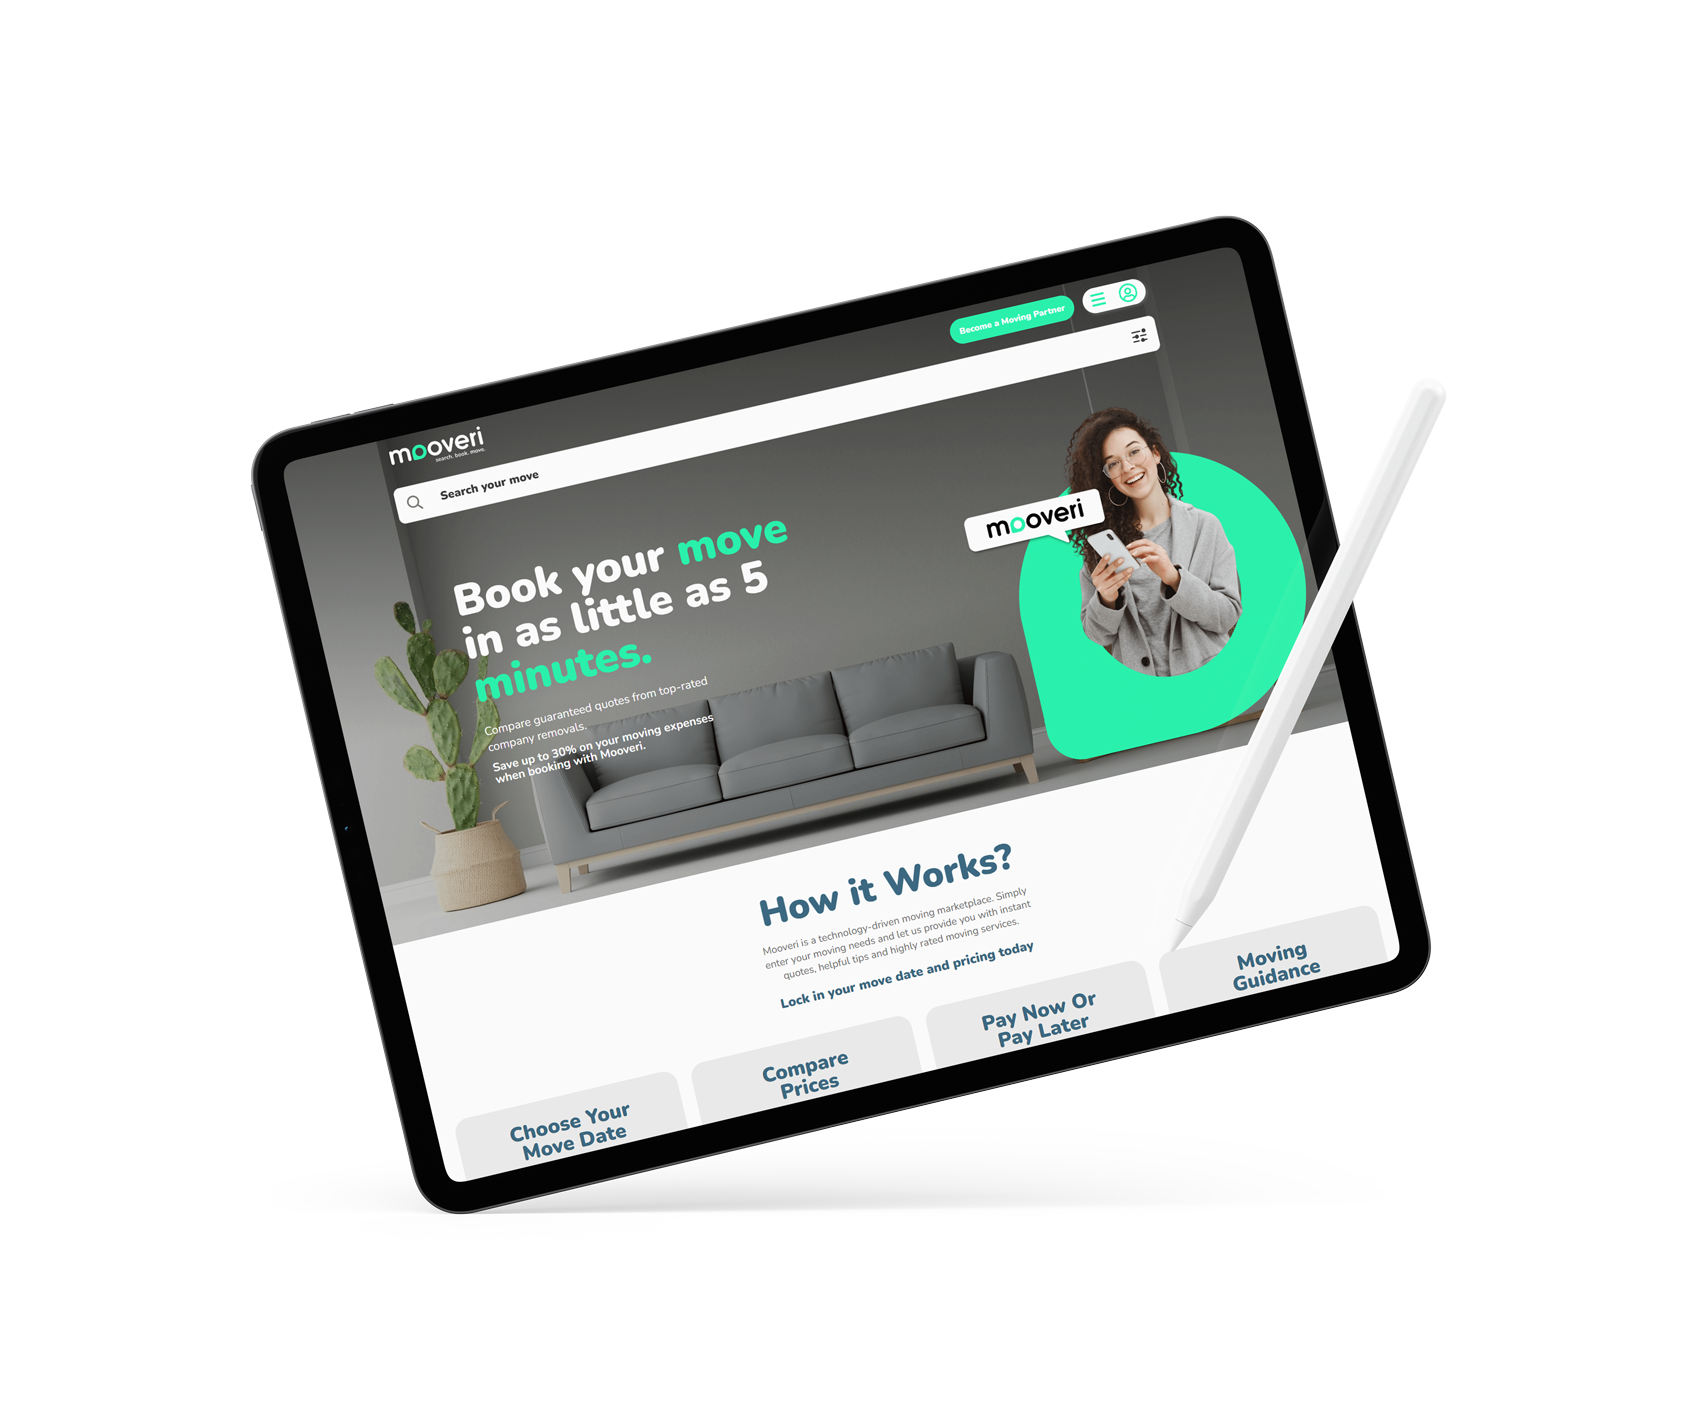 Become a Moving Partner
mooveri
search. book. move.
Search your move
mooveri
Book your move
in as little as 5
minutes.
Compare guaranteed quotes from top-rated
company removals.
Save up to 30% on your moving expenses
when booking with Mooveri.
How it Works?
Mooveri is a technology-driven moving marketplace. Simply
enter your moving needs and let us provide you with instant
quotes, helpful tips and highly rated moving services.
Lock in your move date and pricing today
Choose Your
Move Date
Compare
Prices
Pay Now Or
Pay Later
Moving
Guidance